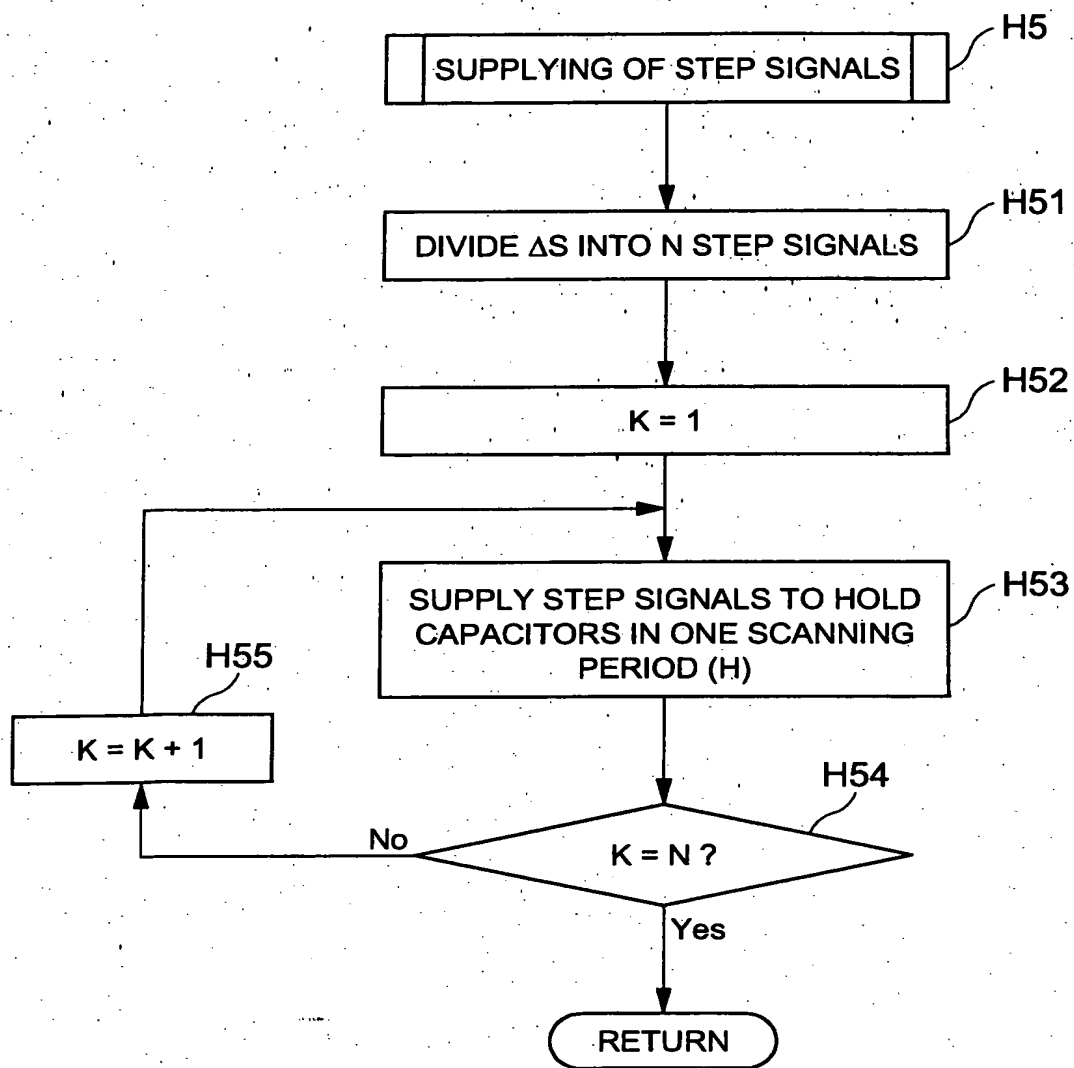 H5
SUPPLYING OF STEP SIGNALS
H51
DIVIDE ΔS INTO N STEP SIGNALS
H52
K = 1
H53
SUPPLY STEP SIGNALS TO HOLD
CAPACITORS IN ONE SCANNING
PERIOD (H)
H55
K = K + 1
H54
K = N ?
No
Yes
RETURN